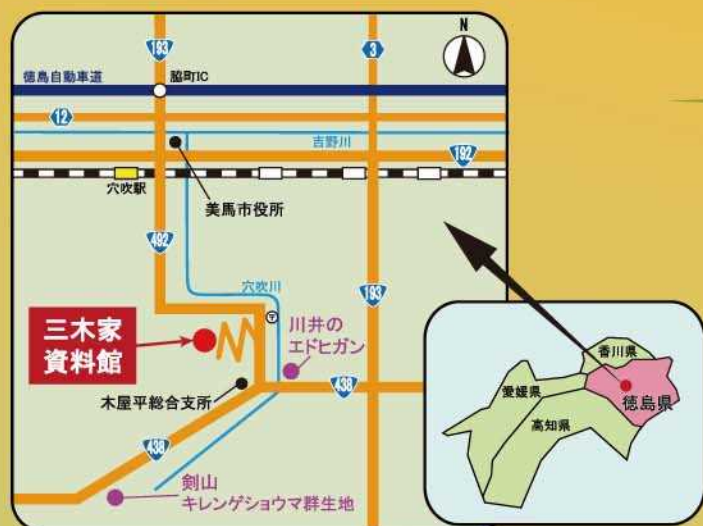 N
193
3
徳島自動車道
脇町IC
12
吉野川
192
穴吹駅
美馬市役所
492
穴吹川
193
三木家
資料館
川井の
エドヒガン
438
木屋平総合支所
438
剣山
キレンゲショウマ群生地
香川県
愛媛県
徳島県
高知県